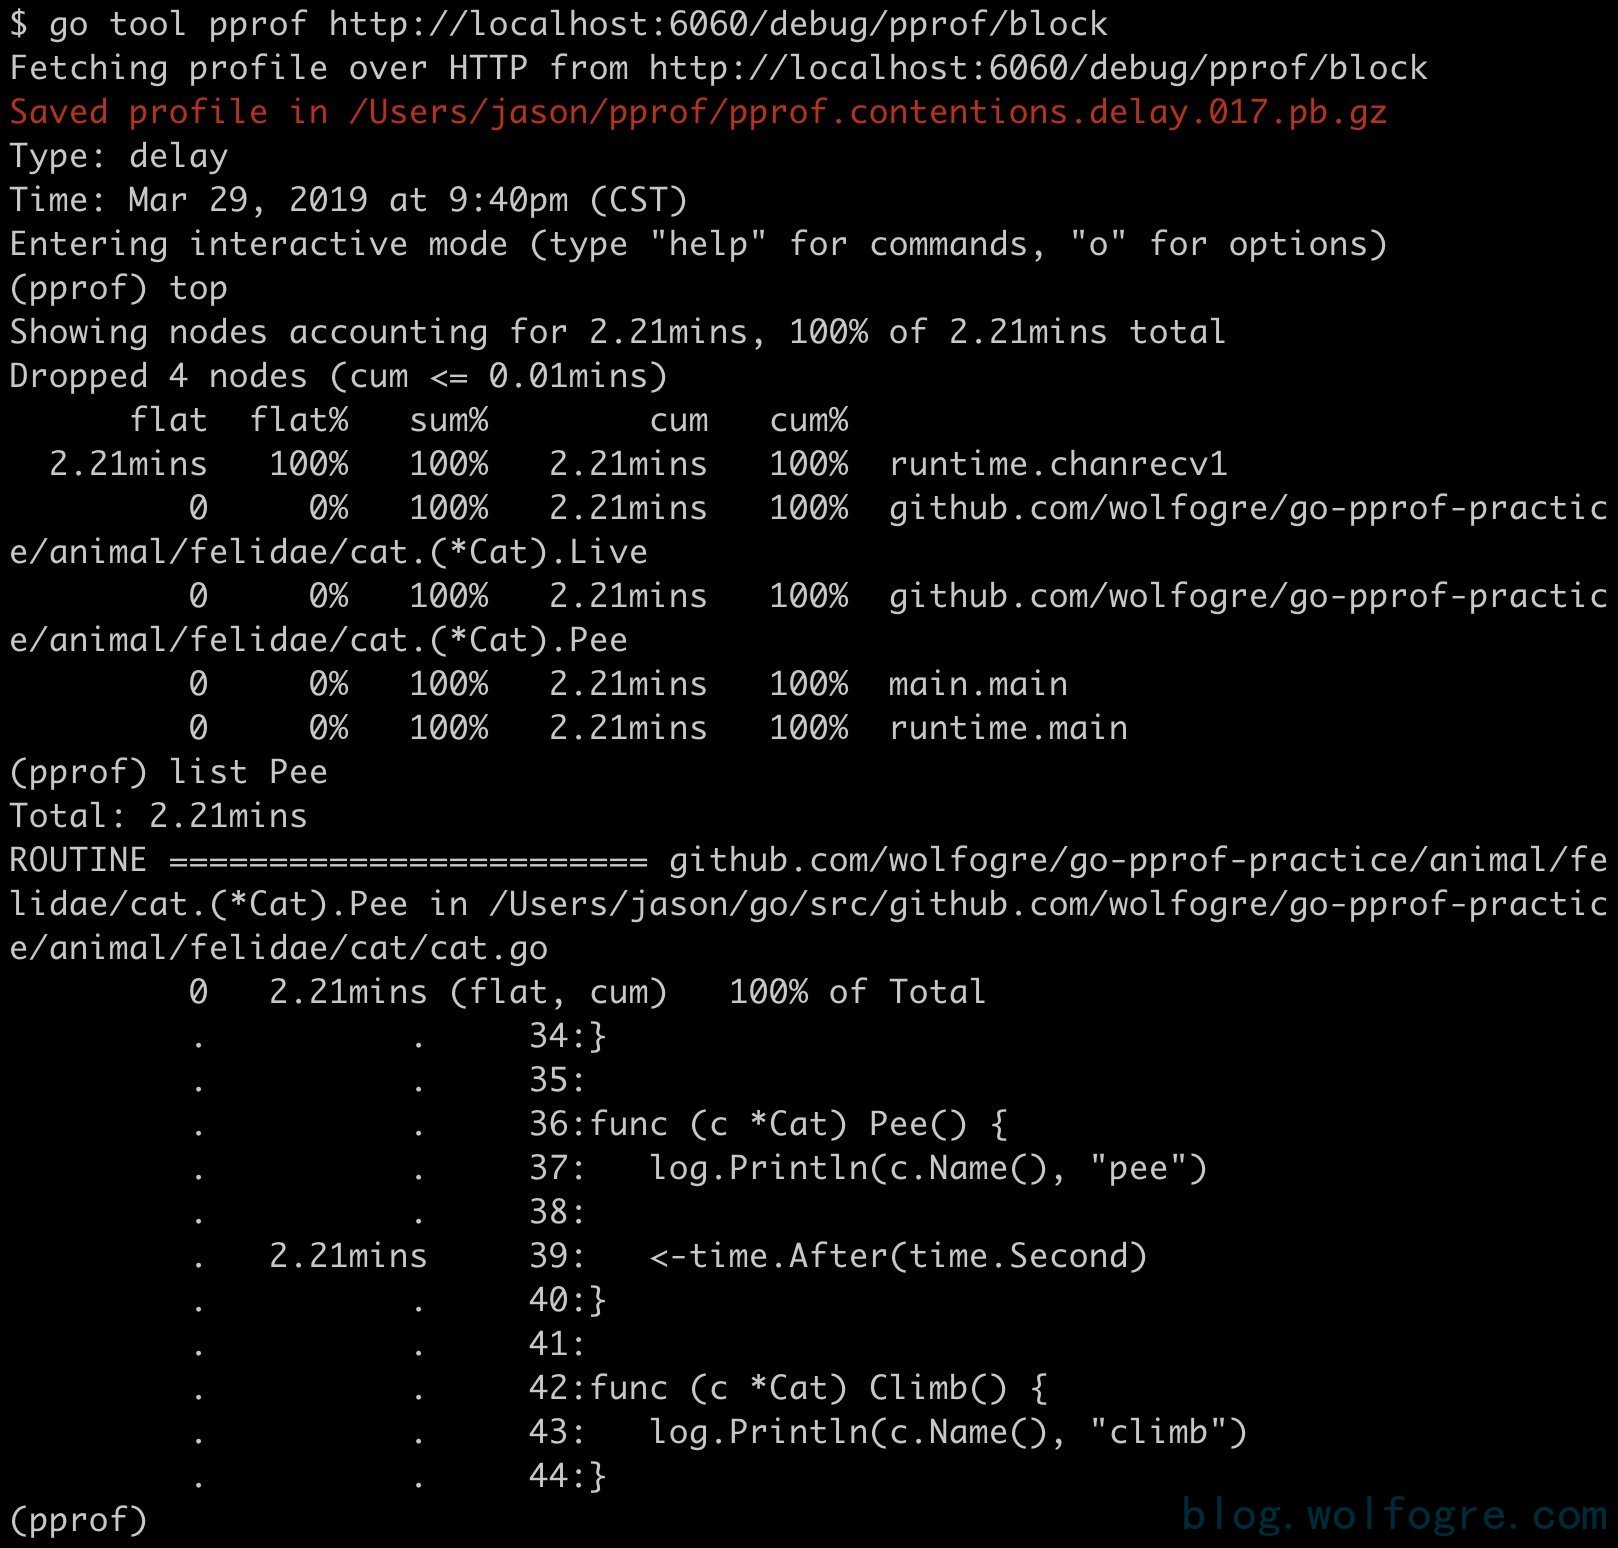 $ go tool pprof http://localhost:6060/debug/pprof/block
Fetching profile over HTTP from http://localhost:6060/debug/pprof/block
Saved profile in /Users/jason/pprof/pprof.contentions.delay.017.pb.gz
Type: delay
Time: Mar 29, 2019 at 9:40pm (CST)
Entering interactive mode (type "help" for commands, "o" for options)
(pprof) top
Showing nodes accounting for 2.21mins, 100% of 2.21mins total
Dropped 4 nodes (cum <= 0.01mins)
      flat  flat%   sum%        cum   cum%
  2.21mins   100%   100%   2.21mins   100%  runtime.chanrecv1
         0     0%   100%   2.21mins   100%  github.com/wolfogre/go-pprof-practic
e/animal/felidae/cat.(*Cat).Live
         0     0%   100%   2.21mins   100%  github.com/wolfogre/go-pprof-practic
e/animal/felidae/cat.(*Cat).Pee
         0     0%   100%   2.21mins   100%  main.main
         0     0%   100%   2.21mins   100%  runtime.main
(pprof) list Pee
Total: 2.21mins
ROUTINE ======================== github.com/wolfogre/go-pprof-practice/animal/fe
lidae/cat.(*Cat).Pee in /Users/jason/go/src/github.com/wolfogre/go-pprof-practic
e/animal/felidae/cat/cat.go
         0   2.21mins (flat, cum)   100% of Total
         .          .     34:}
         .          .     35:
         .          .     36:func (c *Cat) Pee() {
         .          .     37:   log.Println(c.Name(), "pee")
         .          .     38:
         .   2.21mins     39:   <-time.After(time.Second)
         .          .     40:}
         .          .     41:
         .          .     42:func (c *Cat) Climb() {
         .          .     43:   log.Println(c.Name(), "climb")
         .          .     44:}
(pprof)
blog.wolfogre.com